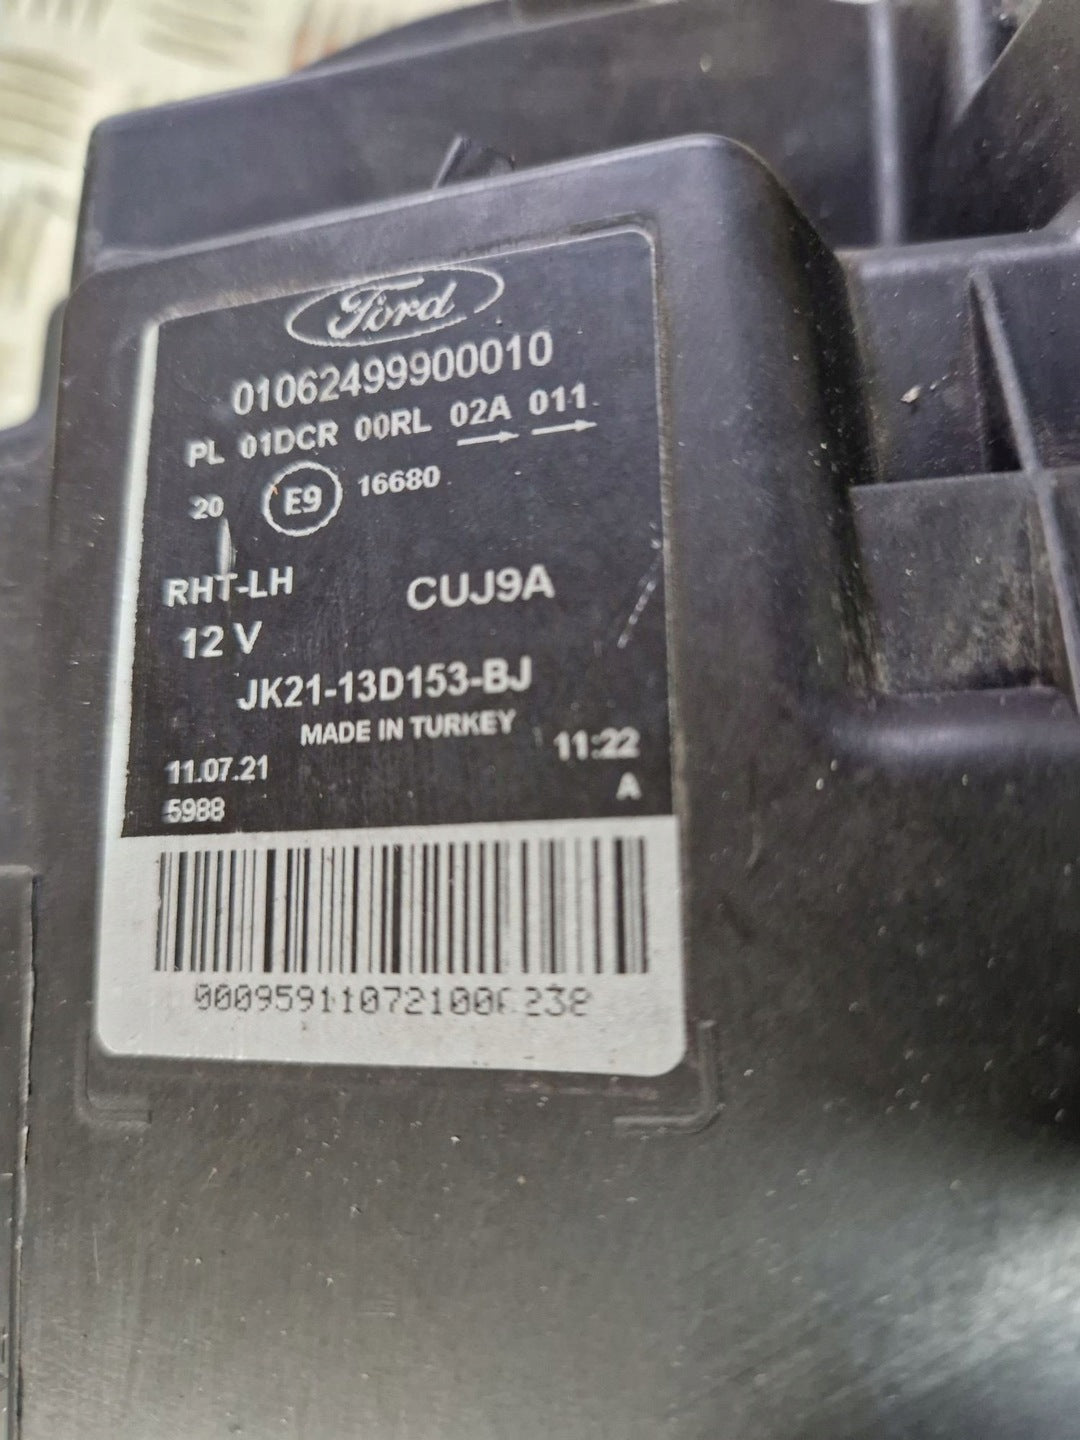 Ford
01062499900010
PL 01DCR 00RL 02A 011
20 E9 16680
RHT-LH CUJ9A
12 V
JK21-13D153-BJ
MADE IN TURKEY
11.07.21 11:22
5988 A